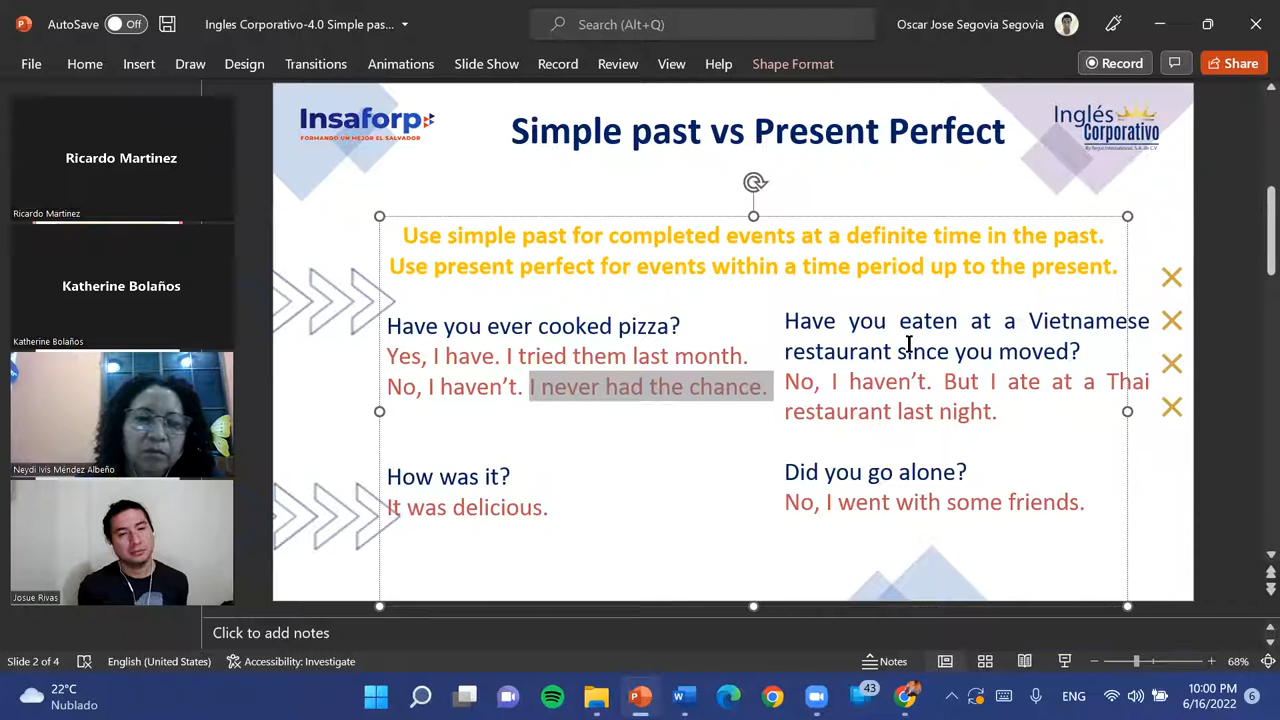 AutoSave
Off
Ingles Corporativo-4.0 Simple pas...
Search (Alt+Q)
Oscar Jose Segovia Segovia
File
Home
Insert
Draw
Design
Transitions
Animations
Slide Show
Record
Review
View
Help
Shape Format
Record
Share
Ricardo Martinez
Ricardo Martinez
Katherine Bolaños
Katherine Bolaños
Neydi Ivis Méndez Albeño
Josue Rivas
Insaforp
FORMANDO UN MEJOR EL SALVADOR
Simple past vs Present Perfect
Inglés
Corporativo
Use simple past for completed events at a definite time in the past.
Use present perfect for events within a time period up to the present.
Have you ever cooked pizza?
Yes, I have. I tried them last month.
No, I haven't. I never had the chance.
How was it?
It was delicious.
Have you eaten at a Vietnamese
restaurant since you moved?
No, I haven't. But I ate at a Thai
restaurant last night.
Did you go alone?
No, I went with some friends.
Click to add notes
Slide 2 of 4
English (United States)
Accessibility: Investigate
Notes
68%
22°C
Nublado
43
ENG
10:00 PM
6/16/2022
6